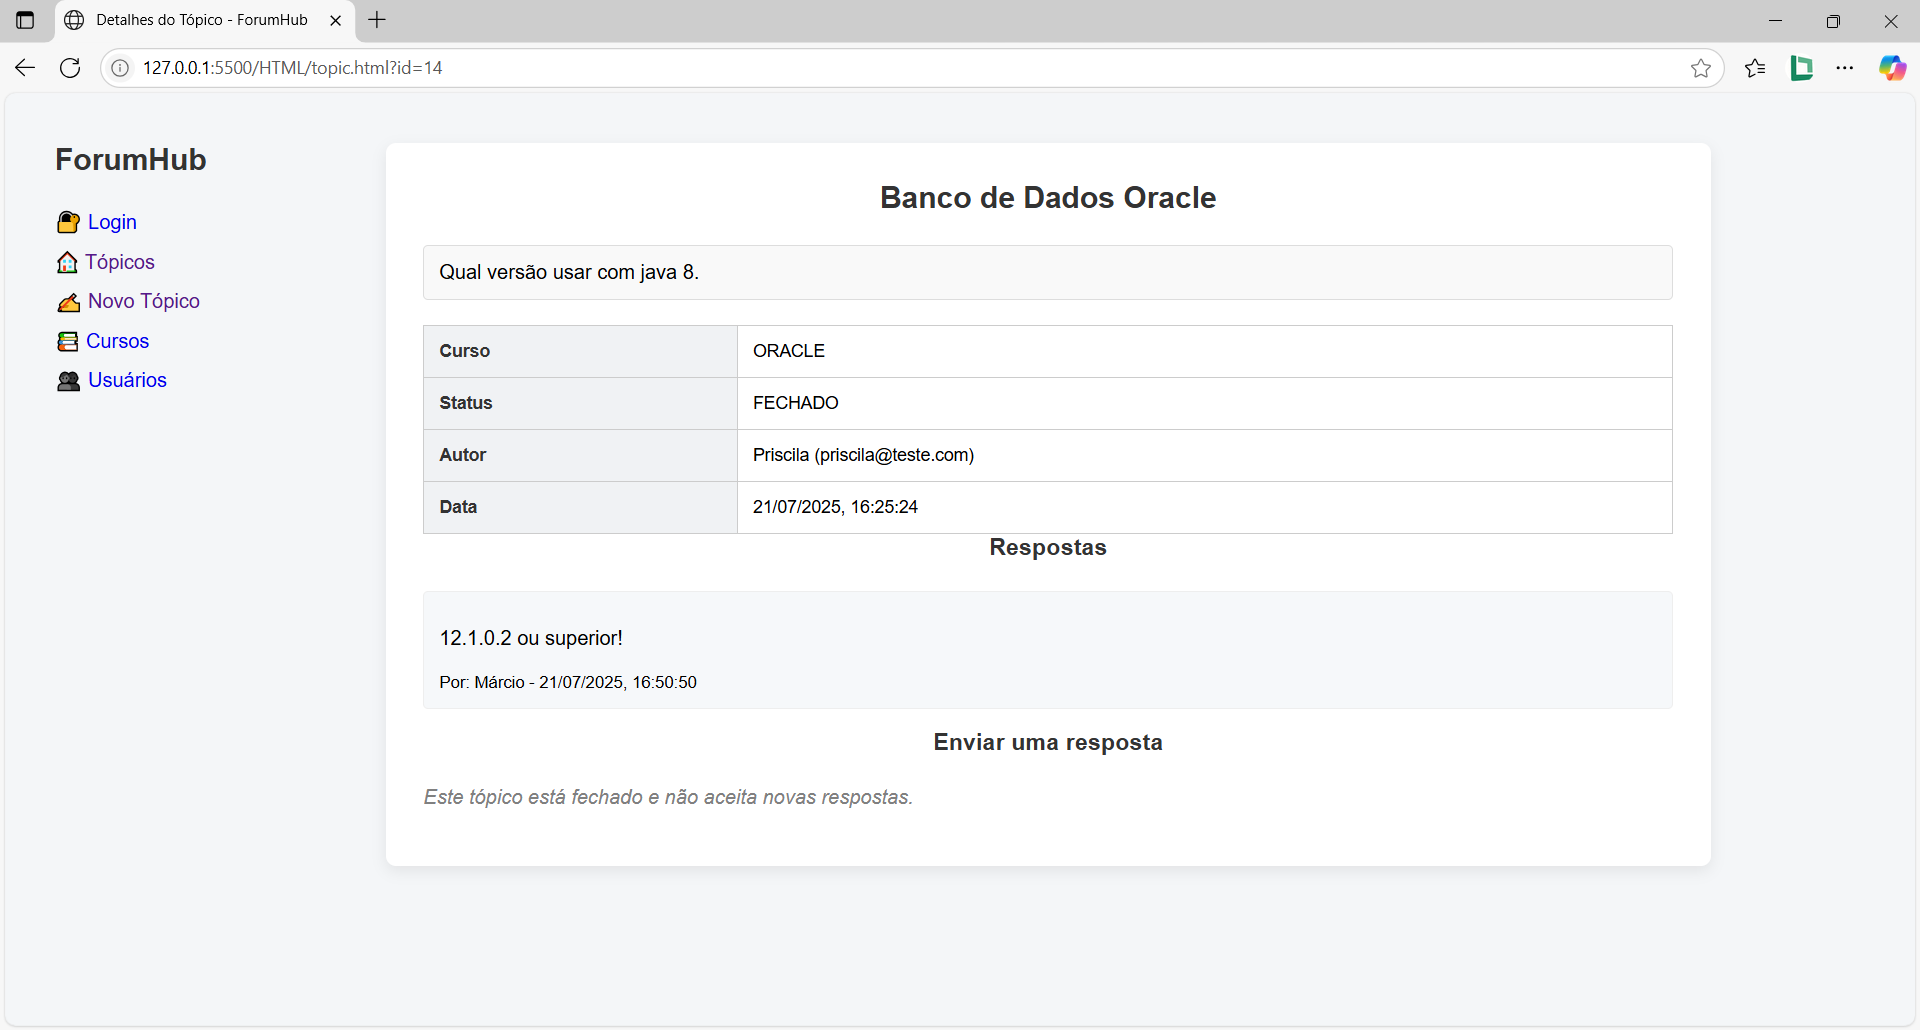 Detalhes do Tópico - ForumHub
127.0.0.1:5500/HTML/topic.html?id=14
ForumHub
Login
Tópicos
Novo Tópico
Cursos
Usuários
Banco de Dados Oracle
Qual versão usar com java 8.
Curso ORACLE
Status FECHADO
Autor Priscila (priscila@teste.com)
Data 21/07/2025, 16:25:24
Respostas
12.1.0.2 ou superior!
Por: Márcio - 21/07/2025, 16:50:50
Enviar uma resposta
Este tópico está fechado e não aceita novas respostas.